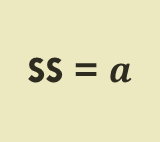 SS = a